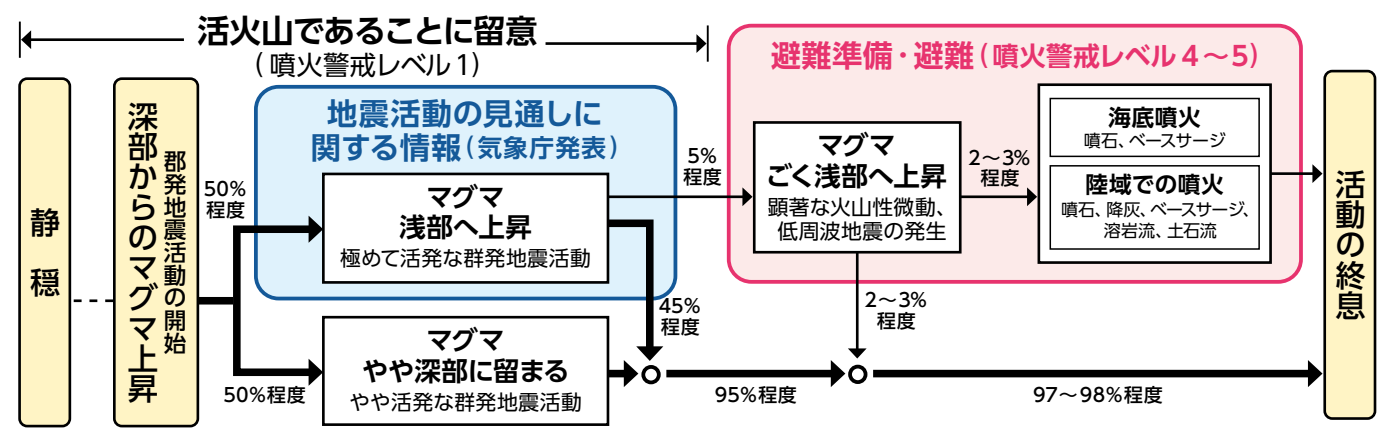 活火山であることに留意
(噴火警戒レベル1)
静穏
深部からのマグマ上昇
郡発地震活動の開始
50%
程度
50%程度
地震活動の見通しに
関する情報(気象庁発表)
マグマ
浅部へ上昇
極めて活発な群発地震活動
マグマ
やや深部に留まる
やや活発な群発地震活動
5%
程度
45%
程度
95%程度
避難準備・避難(噴火警戒レベル4〜5)
マグマ
ごく浅部へ上昇
顕著な火山性微動、
低周波地震の発生
2〜3%
程度
2〜3%
程度
海底噴火
噴石、ベースサージ
陸域での噴火
噴石、降灰、ベースサージ、
溶岩流、土石流
97〜98%程度
活動の終息